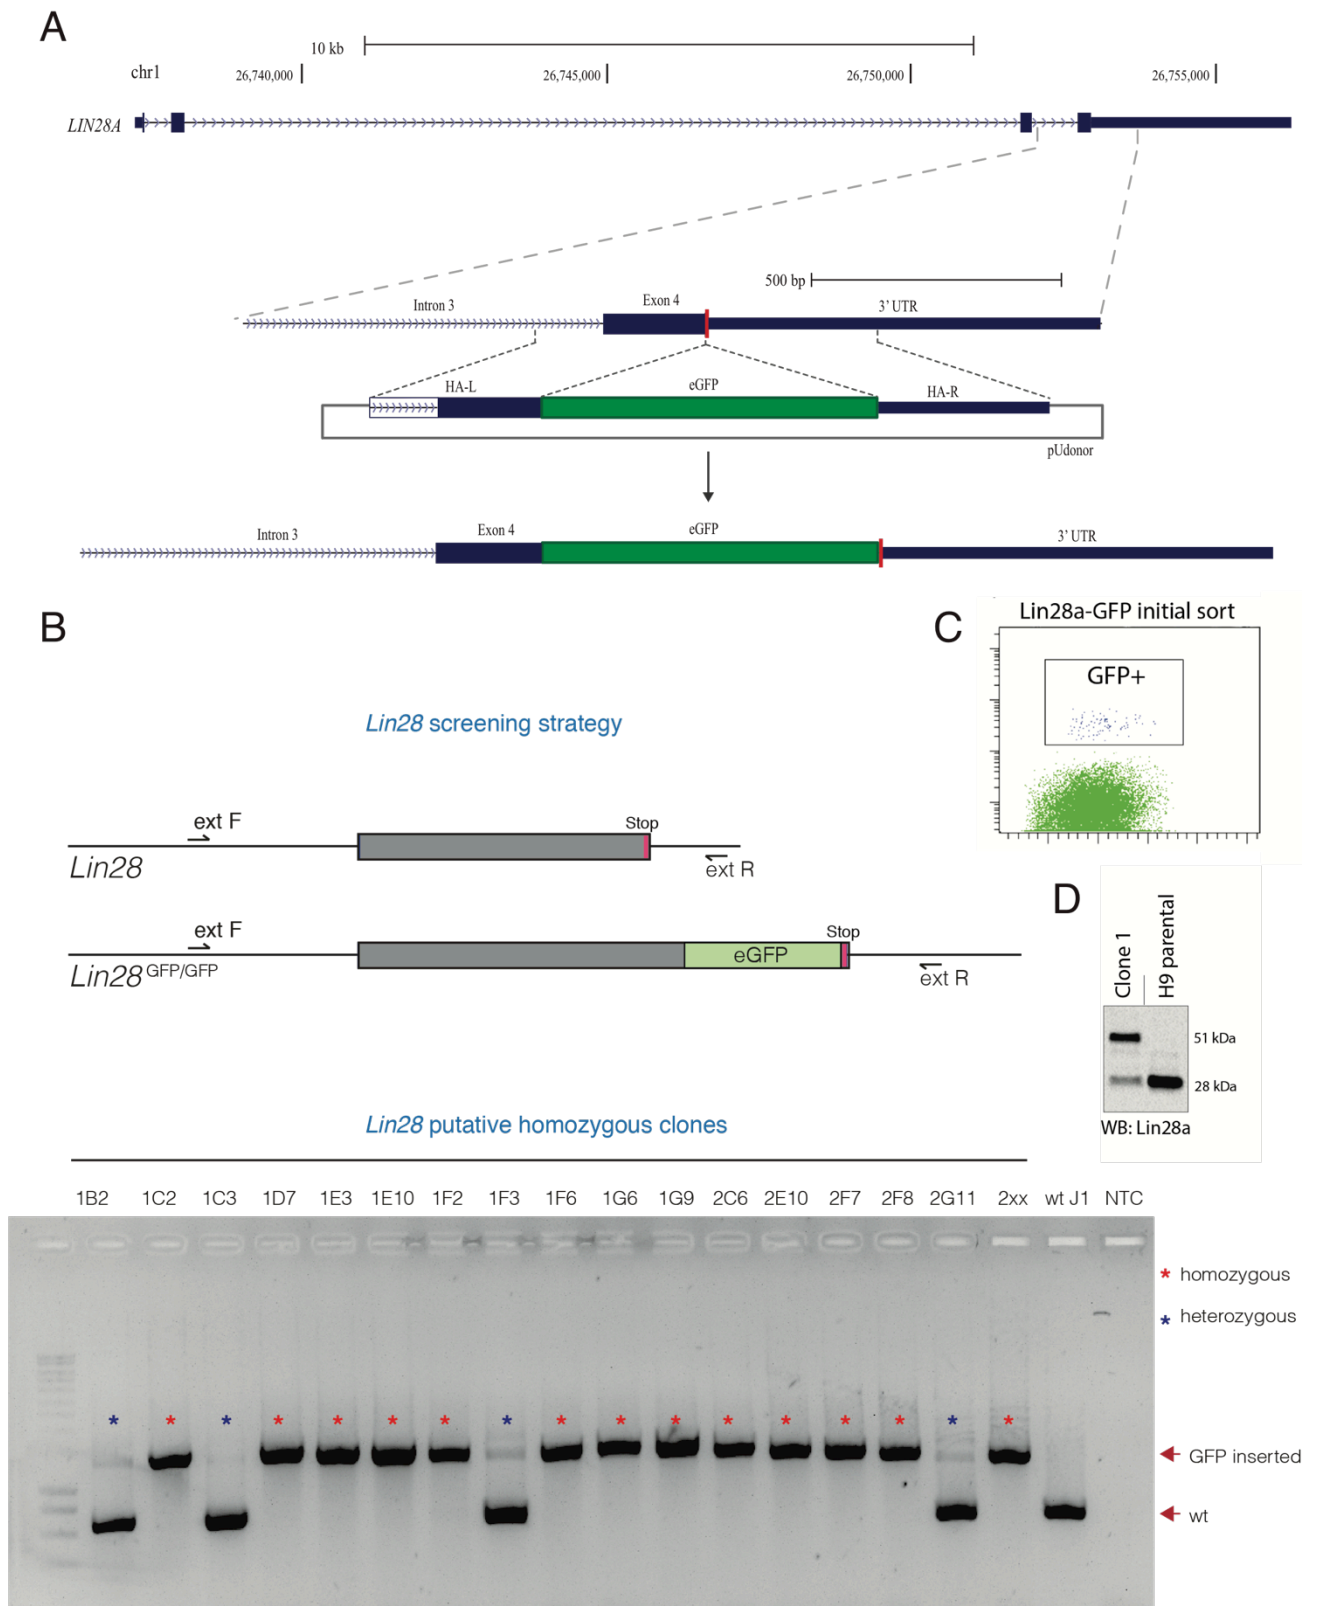 A
10 kb
chr1
26,740,000
26,745,000
26,750,000
26,755,000
LIN28A
500 bp
Intron 3
Exon 4
3' UTR
HA-L
eGFP
HA-R
pUdonor
Intron 3
Exon 4
eGFP
3' UTR
B
Lin28 screening strategy
ext F
Stop
Lin28
ext R
ext F
Stop
eGFP
Lin28 GFP/GFP
ext R
C
Lin28a-GFP initial sort
GFP+
D
Clone 1
H9 parental
51 kDa
28 kDa
WB: Lin28a
Lin28 putative homozygous clones
1B2 1C2 1C3 1D7 1E3 1E10 1F2 1F3 1F6 1G6 1G9 2C6 2E10 2F7 2F8 2G11 2xx wt J1 NTC
* homozygous
* heterozygous
* * * * * * * * * * * * * * * * *
GFP inserted
wt